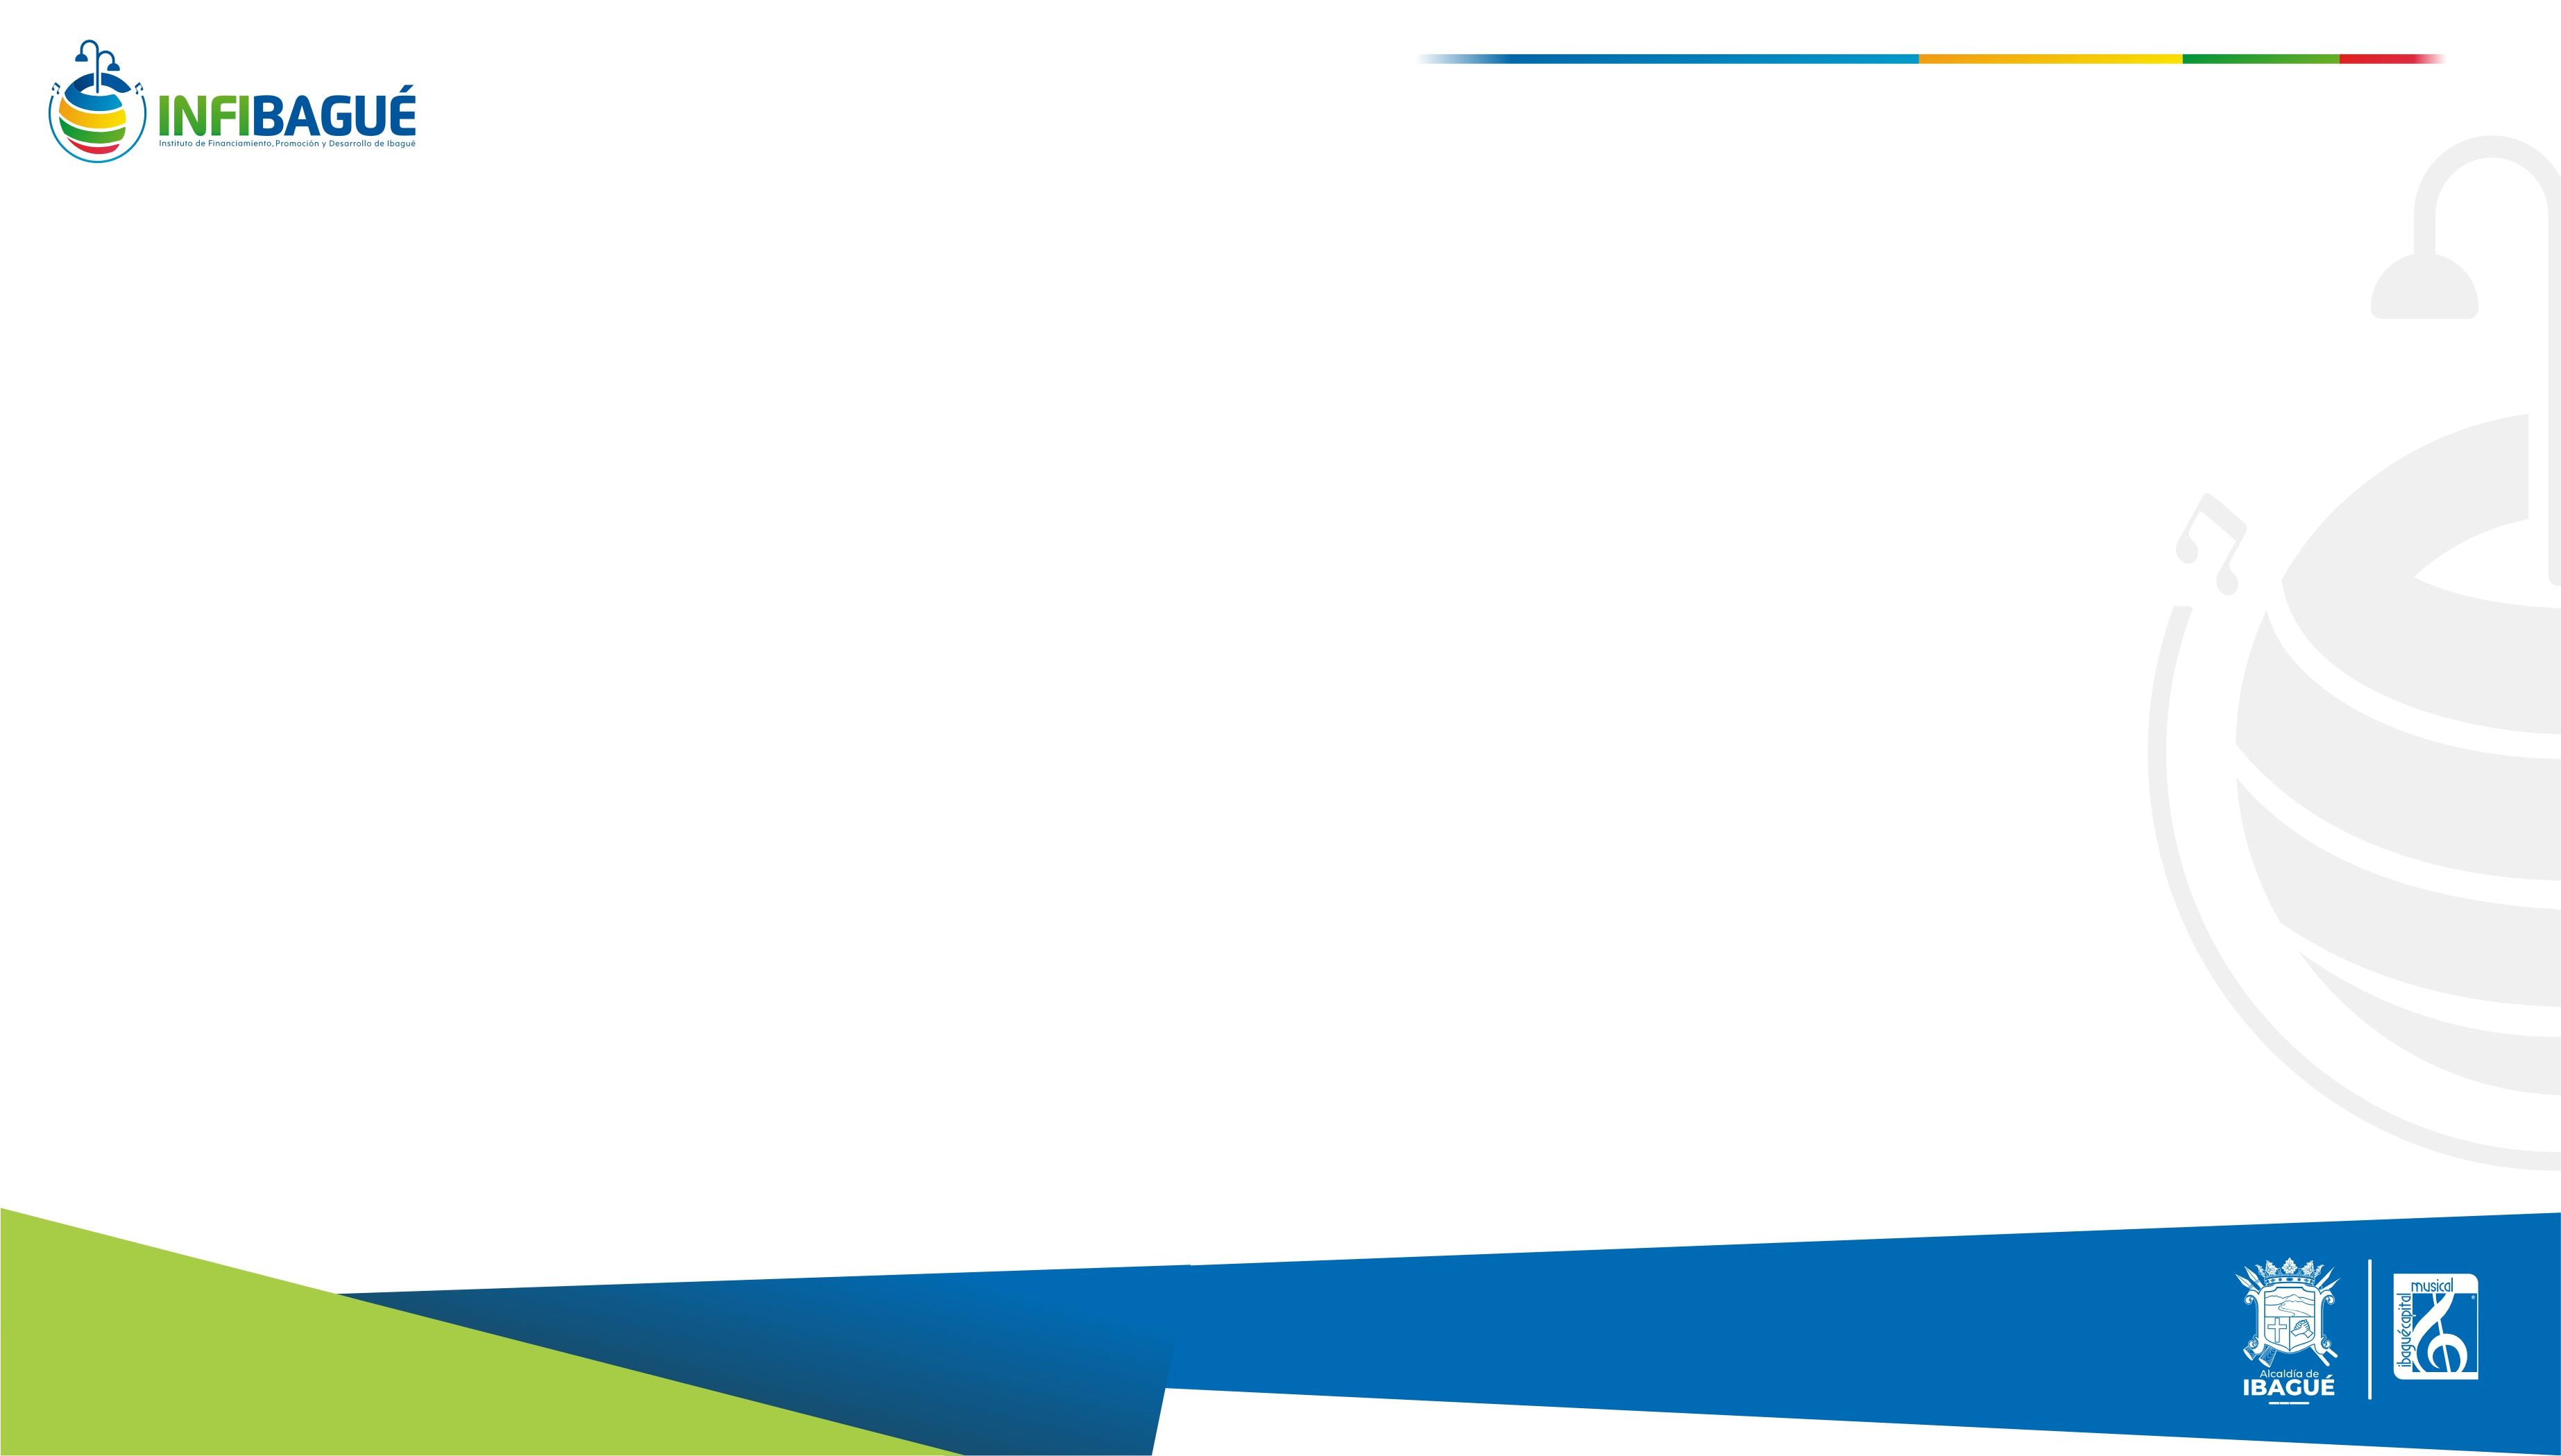 INFIBAGUÉ
Instituto de Financiamiento, Promoción y Desarrollo de Ibagué
Alcaldía de
IBAGUÉ
musical
ibaguécapital